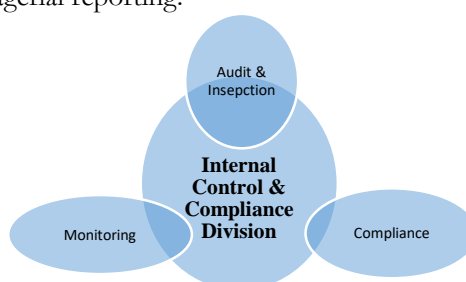 agerial reporting.
Audit &
Insepction
Internal
Control &
Compliance
Division
Monitoring
Compliance